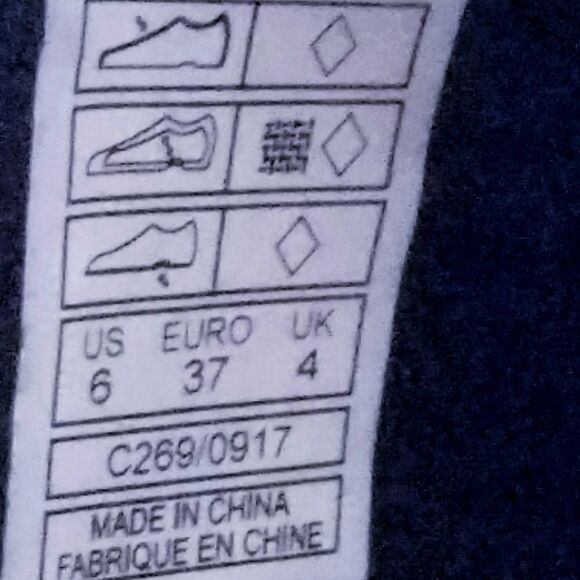 US EURO UK
6 37 4
C269/0917
MADE IN CHINA
FABRIQUE EN CHINE